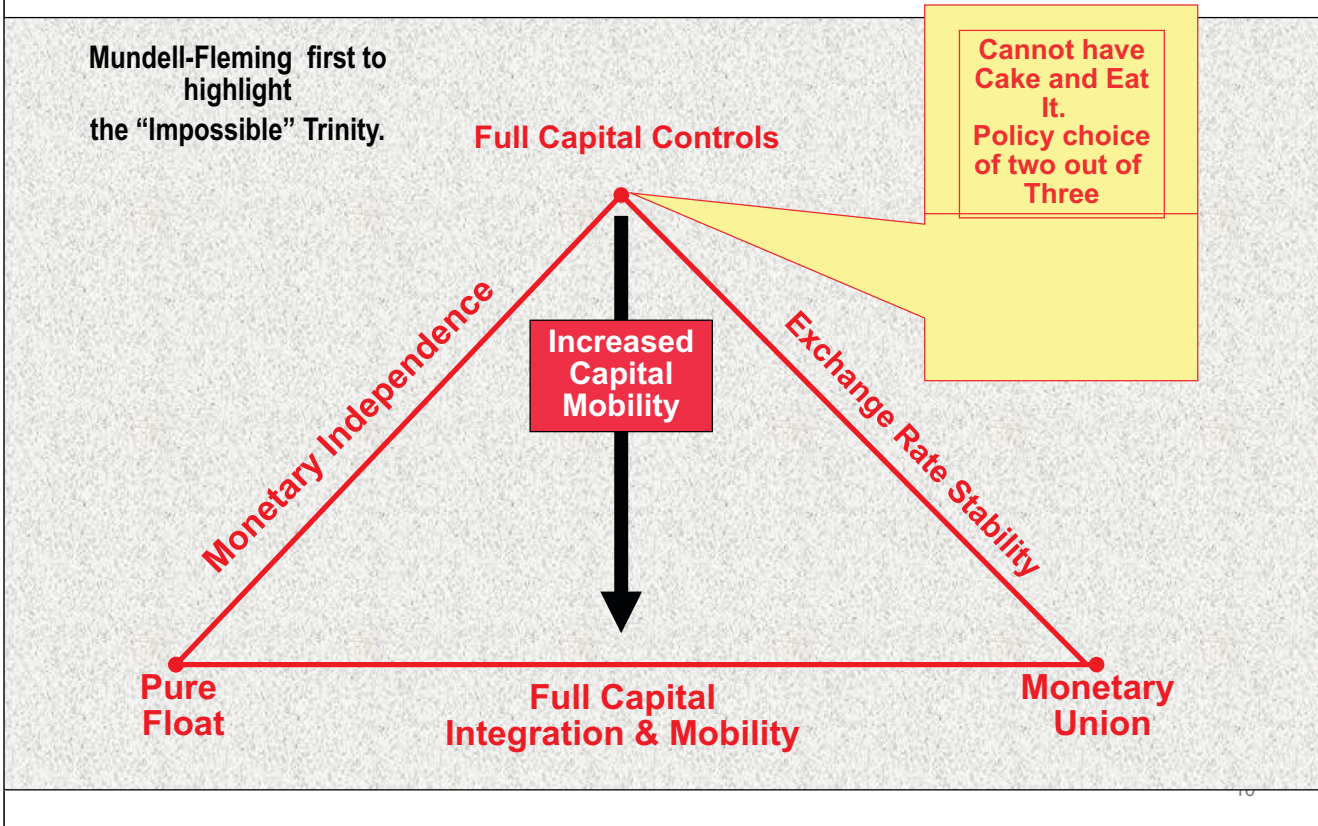 Mundell-Fleming first to
highlight
the “Impossible” Trinity.
Cannot have
Cake and Eat
It.
Policy choice
of two out of
Three
Full Capital Controls
Monetary Independence
Increased
Capital
Mobility
Exchange Rate Stability
Pure
Float
Full Capital
Integration & Mobility
Monetary
Union